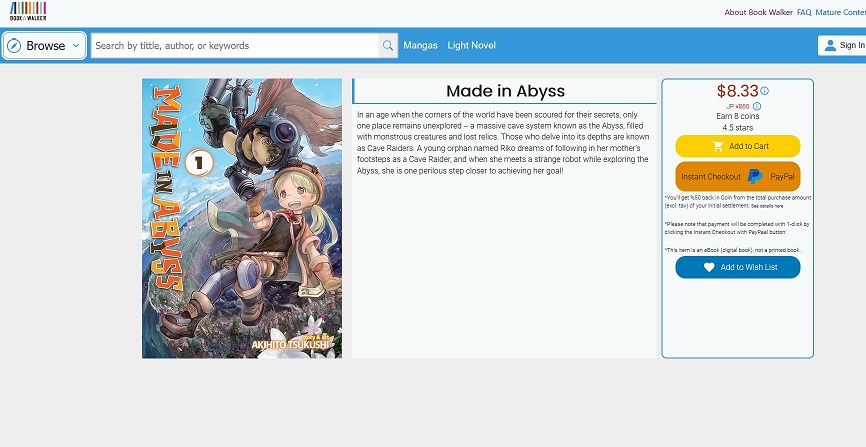 BOOK☆WALKER
About Book Walker FAQ Mature Conter
Browse
Search by tittle, author, or keywords
Mangas Light Novel
Sign In
MADE IN ABYSS
1
story & art
AKIHITO TSUKUSHI
Made in Abyss
In an age when the corners of the world have been scoured for their secrets, only
one place remains unexplored – a massive cave system known as the Abyss, filled
with monstrous creatures and lost relics. Those who delve into its depths are known
as Cave Raiders. A young orphan named Riko dreams of following in her mother's
footsteps as a Cave Raider, and when she meets a strange robot while exploring the
Abyss, she is one perilous step closer to achieving her goal!
$8.33
JP ¥860
Earn 8 coins
4.5 stars
Add to Cart
Instant Checkout PayPal
*You'll get %50 back in Coin from the total purchase amount
(excl. tax) of your initial settlement. See details here
*Please note that payment will be completed with 1-click by
clicking the Instant Checkout with PayPaal button.
*This item is an eBook (digital book), not a printed book.
Add to Wish List